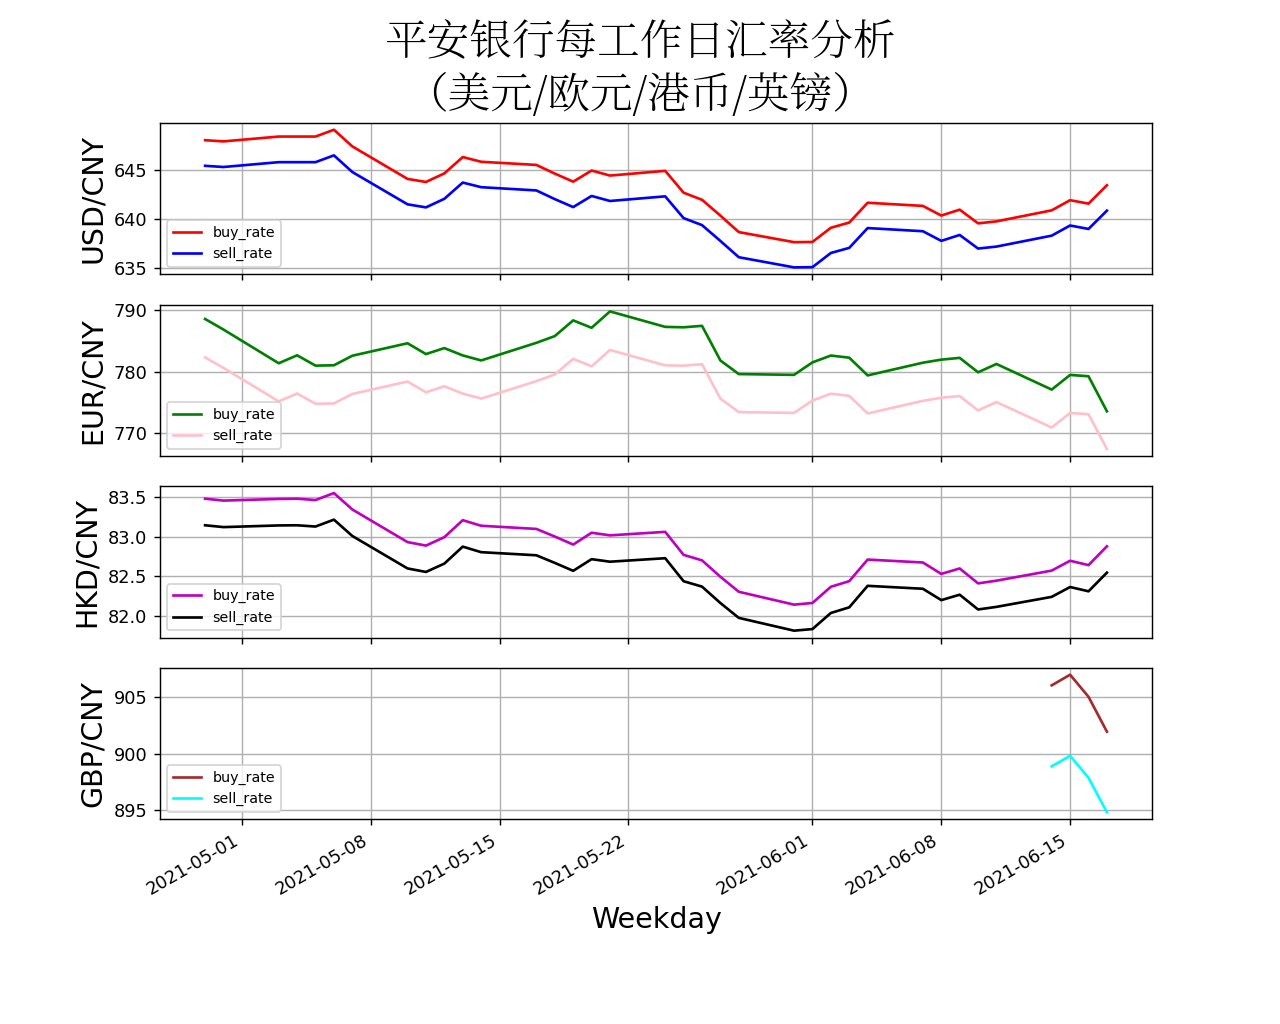 平安银行每工作日汇率分析
（美元/欧元/港币/英镑）
USD/CNY
645
640
635
buy_rate
sell_rate
EUR/CNY
790
780
770
buy_rate
sell_rate
HKD/CNY
83.5
83.0
82.5
82.0
buy_rate
sell_rate
GBP/CNY
905
900
895
buy_rate
sell_rate
2021-05-01
2021-05-08
2021-05-15
2021-05-22
2021-06-01
2021-06-08
2021-06-15
Weekday